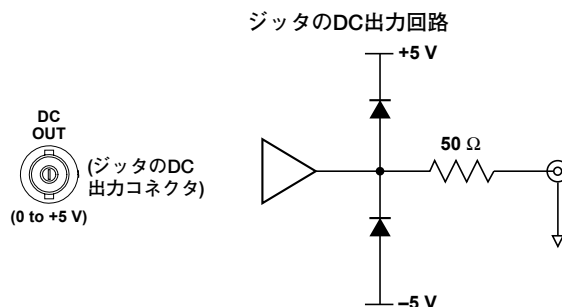 ジッタのDC出力回路
+5 V
DC
OUT
(ジッタのDC
出力コネクタ)
(0 to +5 V)
50 Ω
–5 V